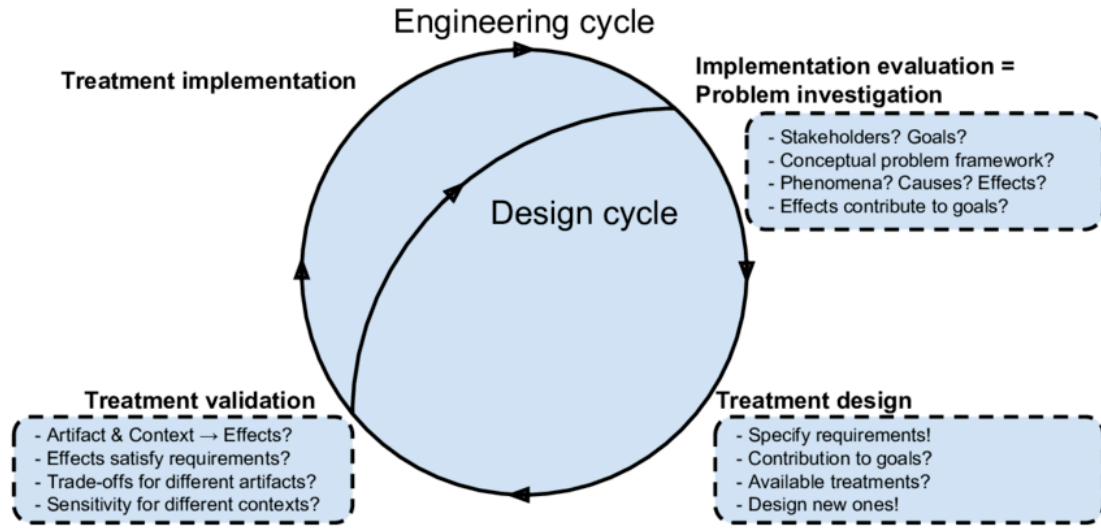 Engineering cycle
Treatment implementation
Implementation evaluation =
Problem investigation
- Stakeholders? Goals?
- Conceptual problem framework?
- Phenomena? Causes? Effects?
- Effects contribute to goals?
Design cycle
Treatment validation
- Artifact & Context → Effects?
- Effects satisfy requirements?
- Trade-offs for different artifacts?
- Sensitivity for different contexts?
Treatment design
- Specify requirements!
- Contribution to goals?
- Available treatments?
- Design new ones!